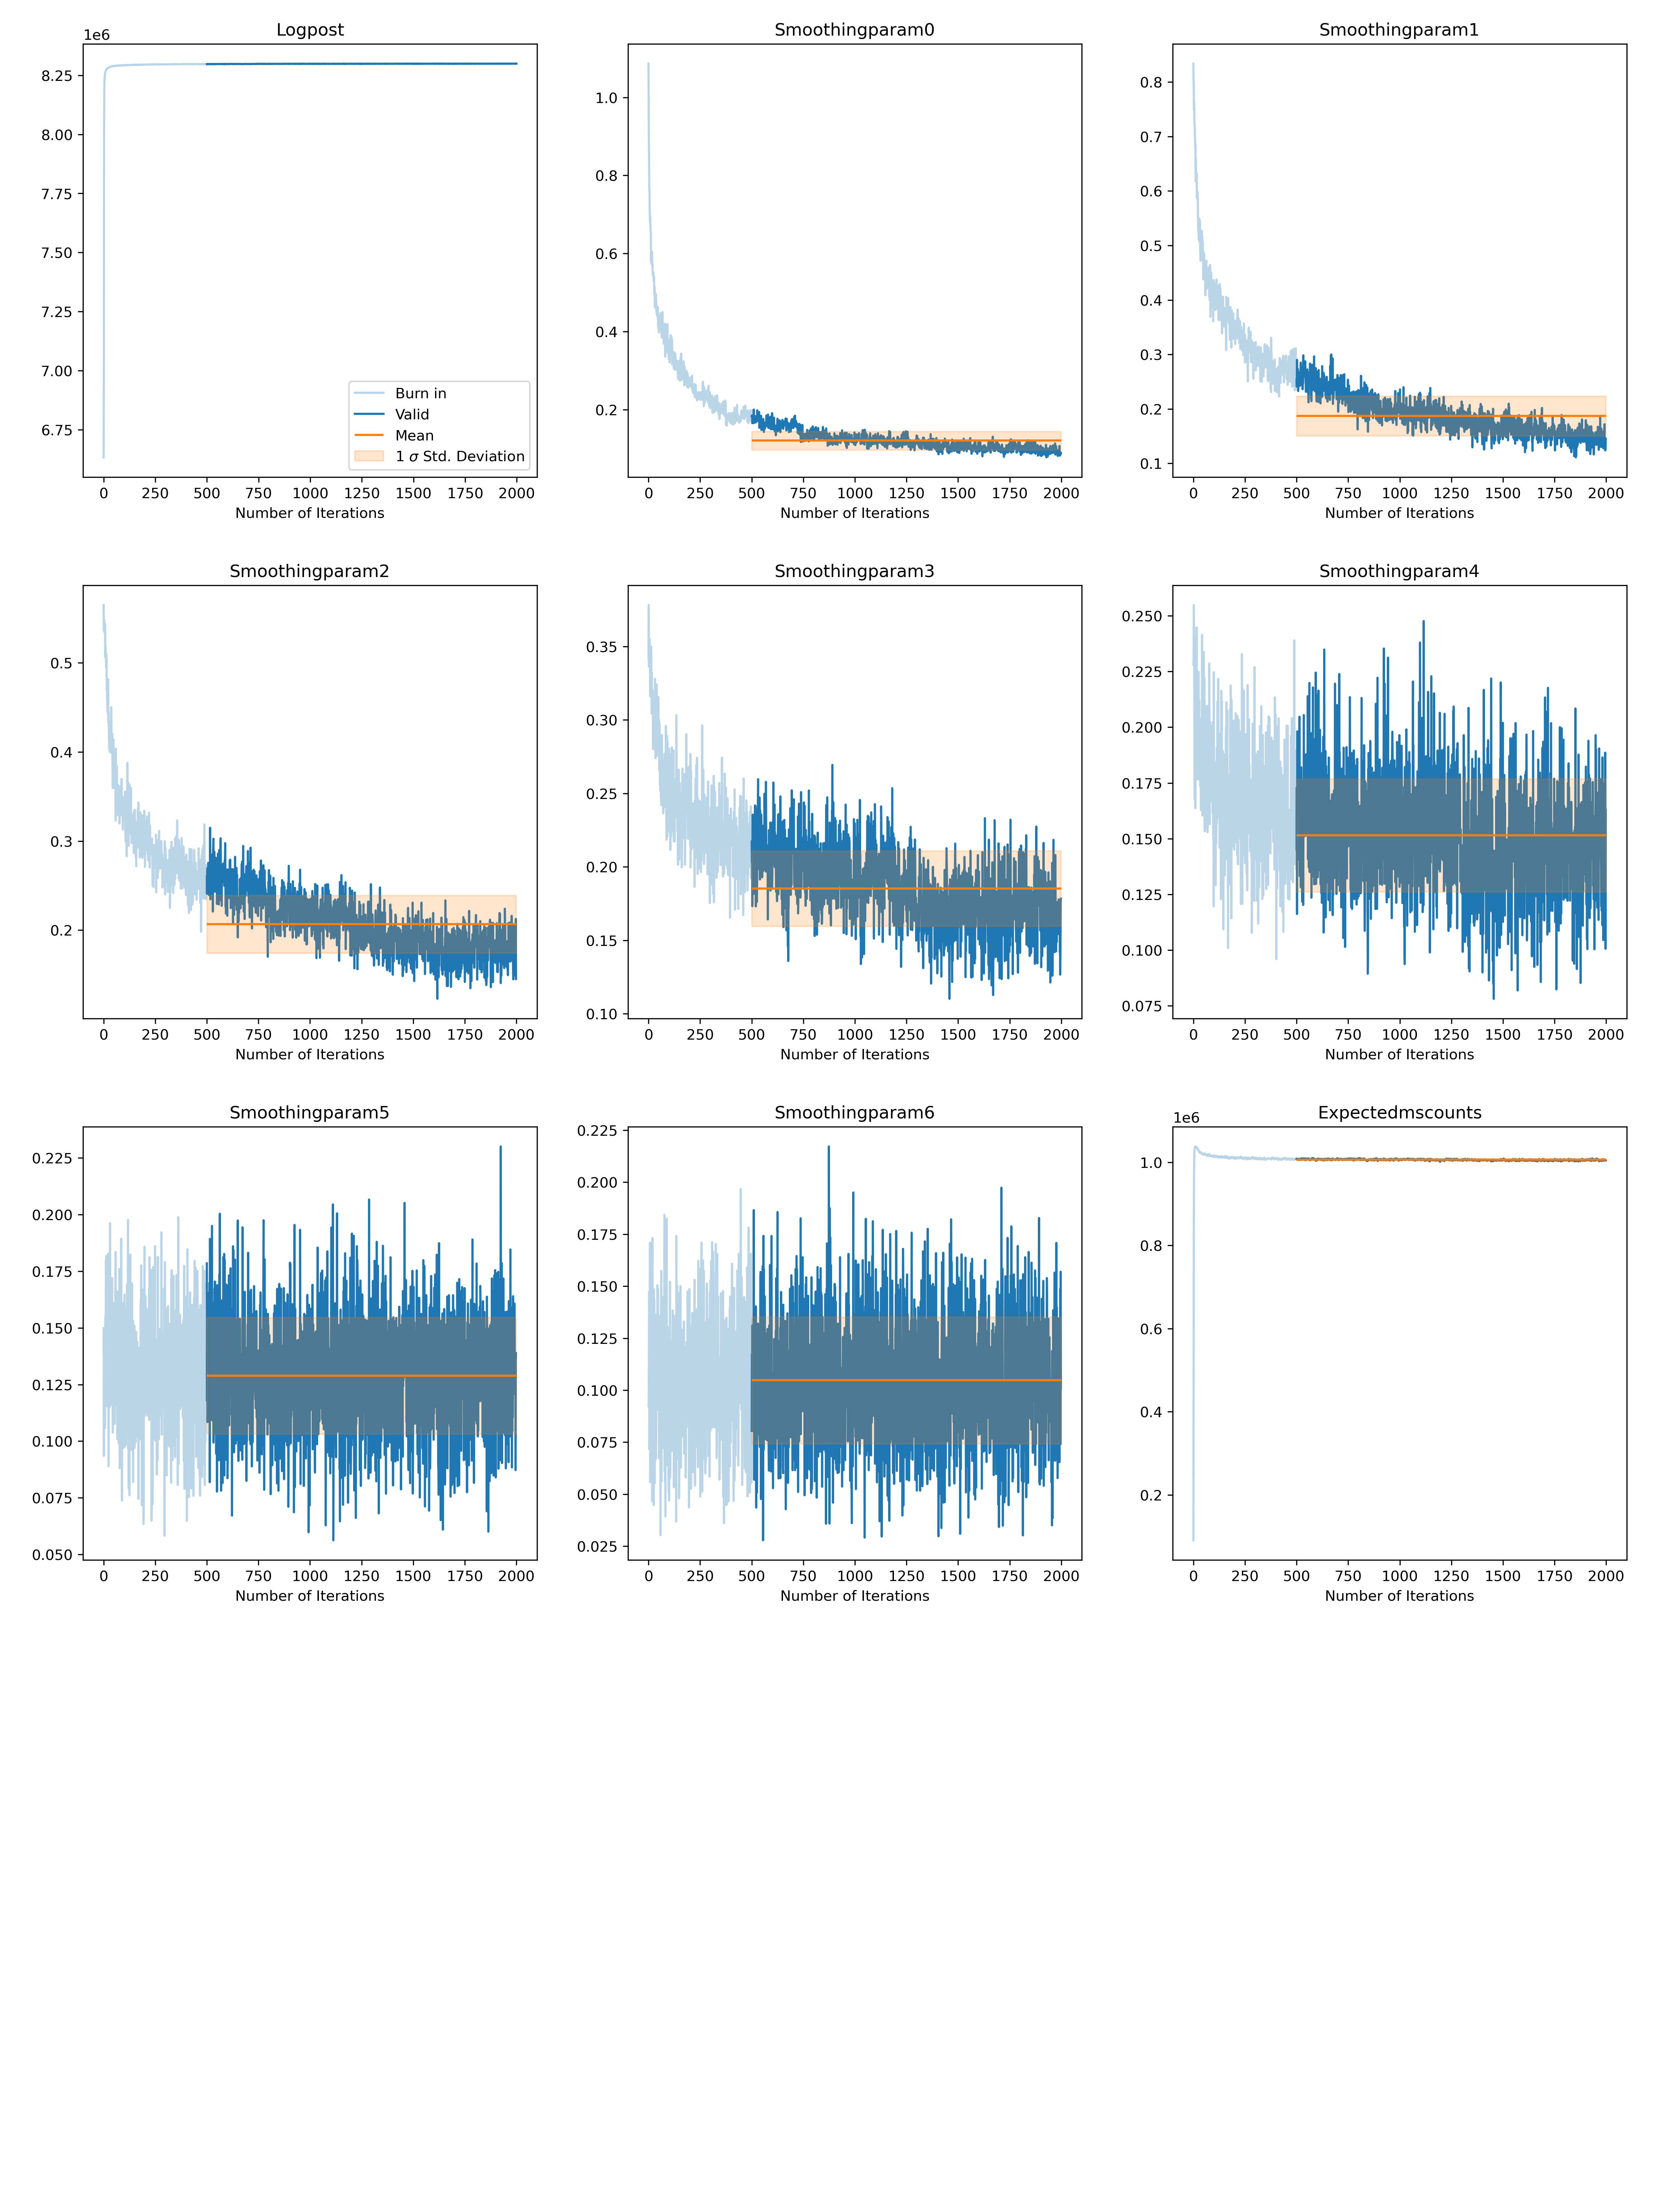 Logpost
1e6
8.25
8.00
7.75
7.50
7.25
7.00
6.75
Burn in
Valid
Mean
1 σ Std. Deviation
0 250 500 750 1000 1250 1500 1750 2000
Number of Iterations
Smoothingparam0
1.0
0.8
0.6
0.4
0.2
0 250 500 750 1000 1250 1500 1750 2000
Number of Iterations
Smoothingparam1
0.8
0.7
0.6
0.5
0.4
0.3
0.2
0.1
0 250 500 750 1000 1250 1500 1750 2000
Number of Iterations
Smoothingparam2
0.5
0.4
0.3
0.2
0 250 500 750 1000 1250 1500 1750 2000
Number of Iterations
Smoothingparam3
0.35
0.30
0.25
0.20
0.15
0.10
0 250 500 750 1000 1250 1500 1750 2000
Number of Iterations
Smoothingparam4
0.250
0.225
0.200
0.175
0.150
0.125
0.100
0.075
0 250 500 750 1000 1250 1500 1750 2000
Number of Iterations
Smoothingparam5
0.225
0.200
0.175
0.150
0.125
0.100
0.075
0.050
0 250 500 750 1000 1250 1500 1750 2000
Number of Iterations
Smoothingparam6
0.225
0.200
0.175
0.150
0.125
0.100
0.075
0.050
0.025
0 250 500 750 1000 1250 1500 1750 2000
Number of Iterations
Expectedmscounts
1e6
1.0
0.8
0.6
0.4
0.2
0 250 500 750 1000 1250 1500 1750 2000
Number of Iterations